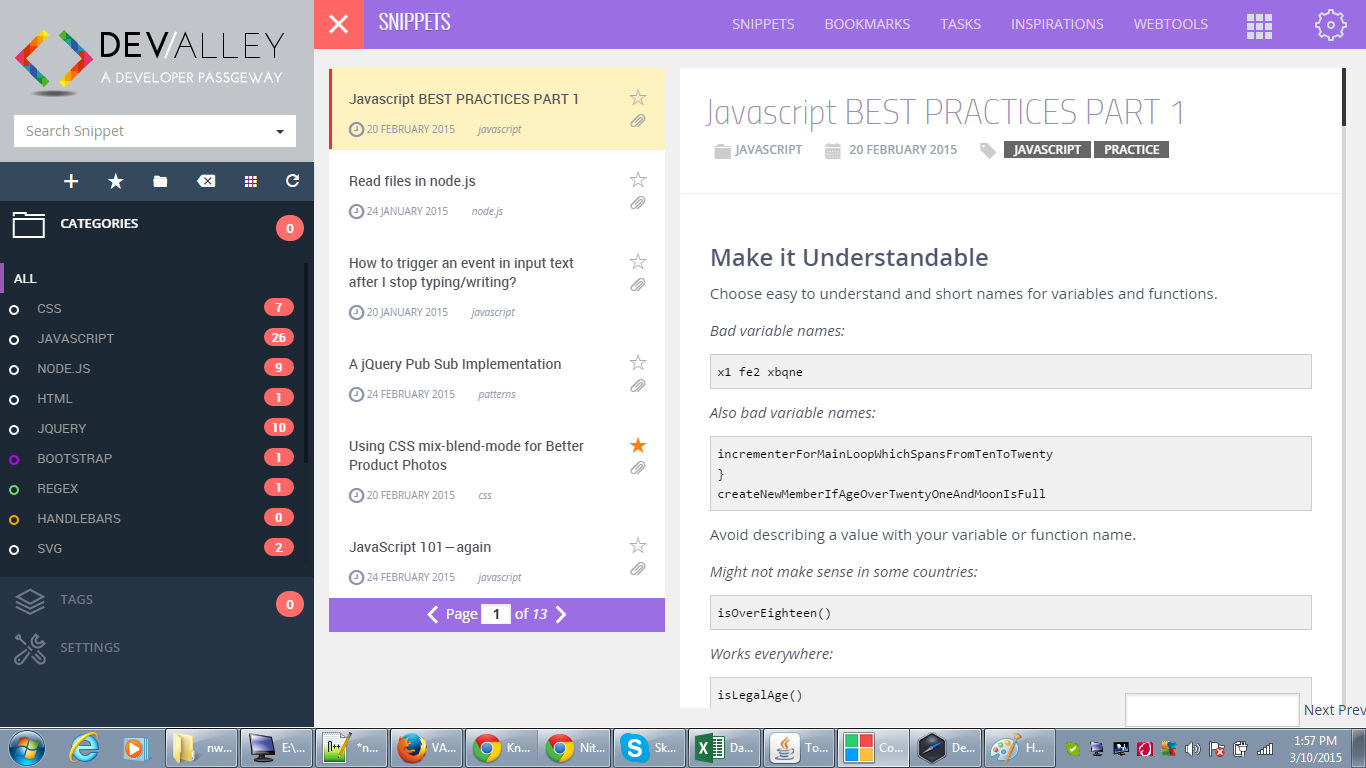 DEV//ALLEY
A DEVELOPER PASSGEWAY
Search Snippet
CATEGORIES
0
ALL
CSS 7
JAVASCRIPT 26
NODE.JS 9
HTML 1
JQUERY 10
BOOTSTRAP 1
REGEX 1
HANDLEBARS 0
SVG 2
TAGS 0
SETTINGS
SNIPPETS
SNIPPETS BOOKMARKS TASKS INSPIRATIONS WEBTOOLS
Javascript BEST PRACTICES PART 1
20 FEBRUARY 2015 javascript
Read files in node.js
24 JANUARY 2015 node.js
How to trigger an event in input text
after I stop typing/writing?
20 JANUARY 2015 javascript
A jQuery Pub Sub Implementation
24 FEBRUARY 2015 patterns
Using CSS mix-blend-mode for Better
Product Photos
20 FEBRUARY 2015 css
JavaScript 101—again
24 FEBRUARY 2015 javascript
Page 1 of 13
Javascript BEST PRACTICES PART 1
JAVASCRIPT 20 FEBRUARY 2015 JAVASCRIPT PRACTICE
Make it Understandable
Choose easy to understand and short names for variables and functions.
Bad variable names:
x1 fe2 xbqne
Also bad variable names:
incrementerForMainLoopWhichSpansFromTenToTwenty
}
createNewMemberIfAgeOverTwentyOneAndMoonIsFull
Avoid describing a value with your variable or function name.
Might not make sense in some countries:
isOverEighteen()
Works everywhere:
isLegalAge()
Next Prev
nw... E:\... *n... VA... Kn... Nit... Sk... Da... To... Co... De... H...
1:57 PM
3/10/2015